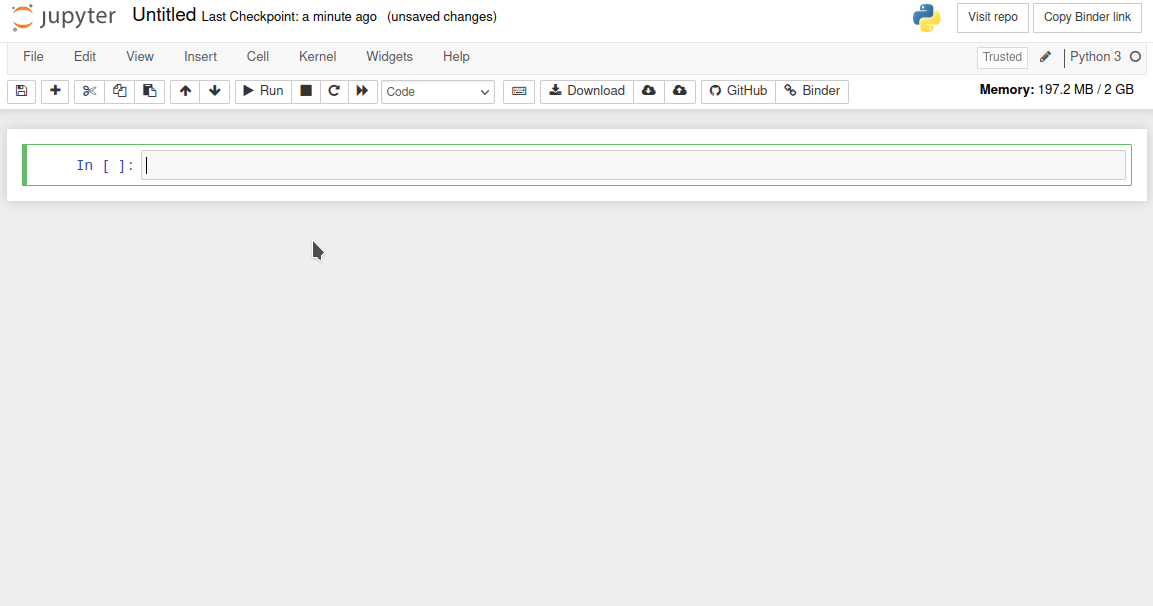 jupyter Untitled Last Checkpoint: a minute ago (unsaved changes) Visit repo Copy Binder link
File Edit View Insert Cell Kernel Widgets Help Trusted Python 3
Run Code Download GitHub Binder Memory: 197.2 MB / 2 GB
In [ ]: